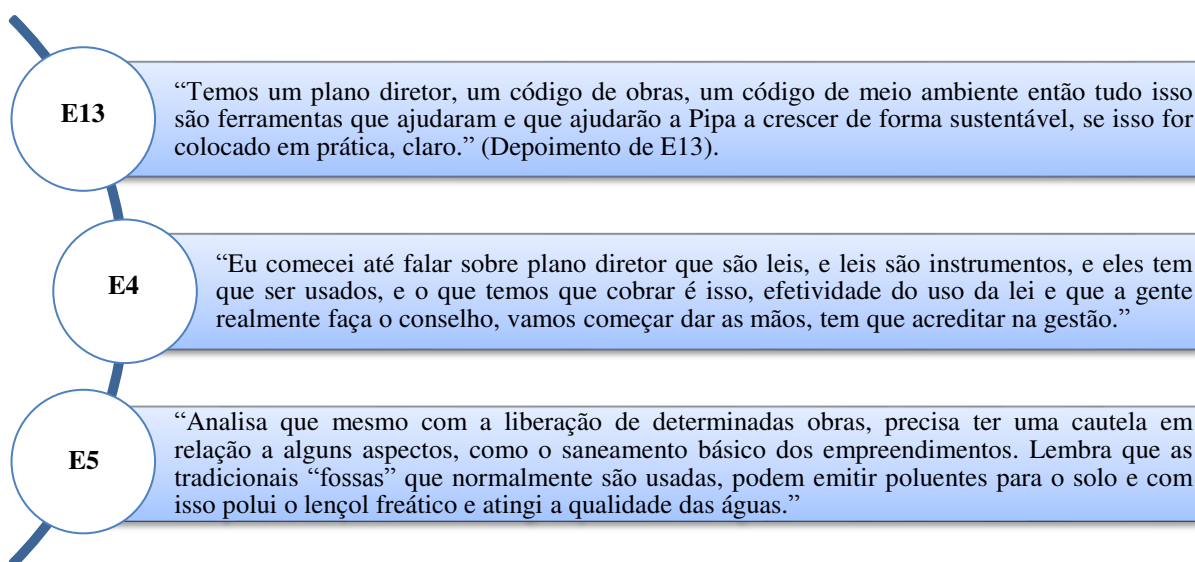 E13
“Temos um plano diretor, um código de obras, um código de meio ambiente então tudo isso
são ferramentas que ajudaram e que ajudarão a Pipa a crescer de forma sustentável, se isso for
colocado em prática, claro.” (Depoimento de E13).
E4
“Eu comecei até falar sobre plano diretor que são leis, e leis são instrumentos, e eles tem
que ser usados, e o que temos que cobrar é isso, efetividade do uso da lei e que a gente
realmente faça o conselho, vamos começar dar as mãos, tem que acreditar na gestão.”
E5
“Analisa que mesmo com a liberação de determinadas obras, precisa ter uma cautela em
relação a alguns aspectos, como o saneamento básico dos empreendimentos. Lembra que as
tradicionais “fossas” que normalmente são usadas, podem emitir poluentes para o solo e com
isso polui o lençol freático e atingi a qualidade das águas.”